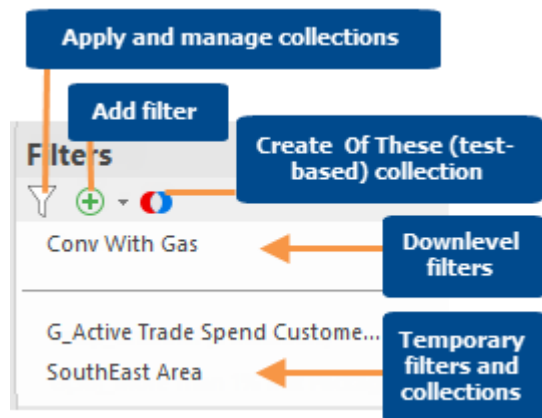 Apply and manage collections
Add filter
Create Of These (test-
based) collection
Filters
Conv With Gas
Downlevel
filters
G_Active Trade Spend Custome...
SouthEast Area
Temporary
filters and
collections